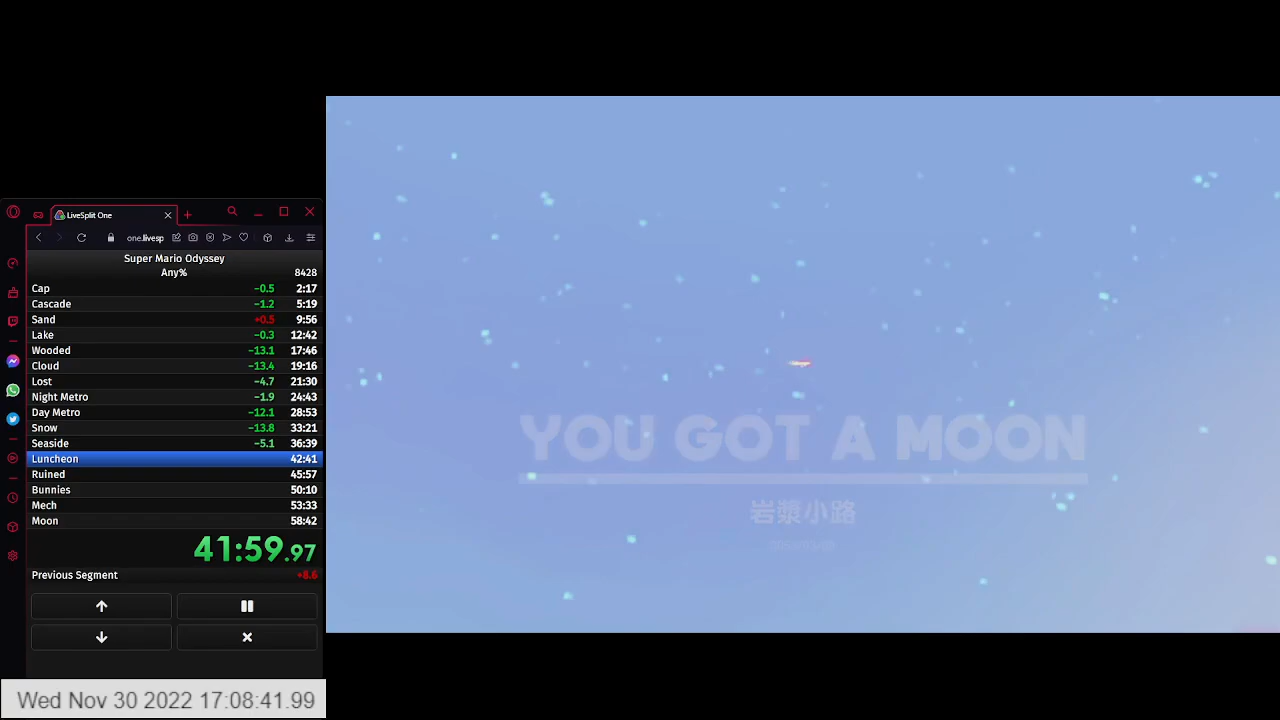 LiveSplit One
one.livesp
Super Mario Odyssey
Any% 8428
Cap −0.5 2:17
Cascade −1.2 5:19
Sand +0.5 9:56
Lake −0.3 12:42
Wooded −13.1 17:46
Cloud −13.4 19:16
Lost −4.7 21:30
Night Metro −1.9 24:43
Day Metro −12.1 28:53
Snow −13.8 33:21
Seaside −5.1 36:39
Luncheon 42:41
Ruined 45:57
Bunnies 50:10
Mech 53:33
Moon 58:42
41:59.97
Previous Segment +8.6
Wed Nov 30 2022 17:08:41.99
YOU GOT A MOON
岩漿小路